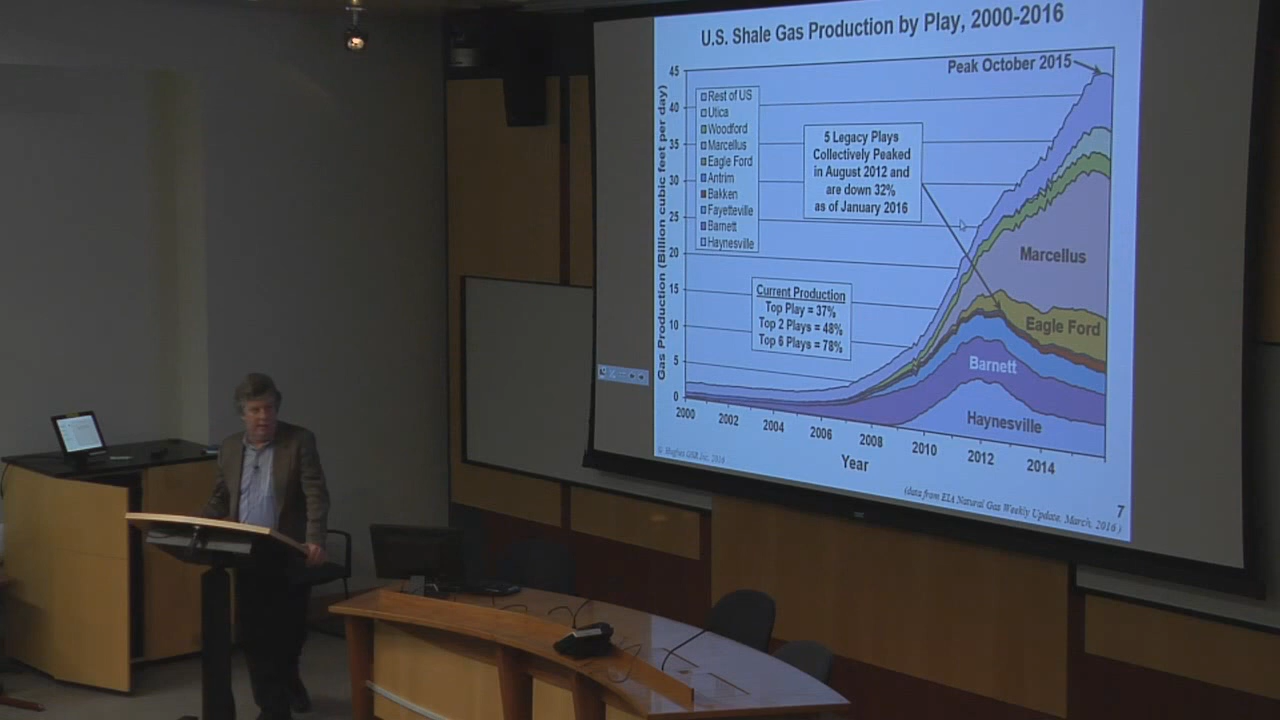 U.S. Shale Gas Production by Play, 2000-2016
Peak October 2015
45
40
35
30
25
20
15
10
5
0
Gas Production (Billion cubic feet per day)
Rest of US
Utica
Woodford
Marcellus
Eagle Ford
Antrim
Bakken
Fayetteville
Barnett
Haynesville
5 Legacy Plays
Collectively Peaked
in August 2012 and
are down 32%
as of January 2016
Current Production
Top Play = 37%
Top 2 Plays = 48%
Top 6 Plays = 78%
Marcellus
Eagle Ford
Barnett
Haynesville
2000
2002
2004
2006
2008
2010
2012
2014
Year
© Hughes GSR Inc. 2016
(data from EIA Natural Gas Weekly Update, March, 2016)
7